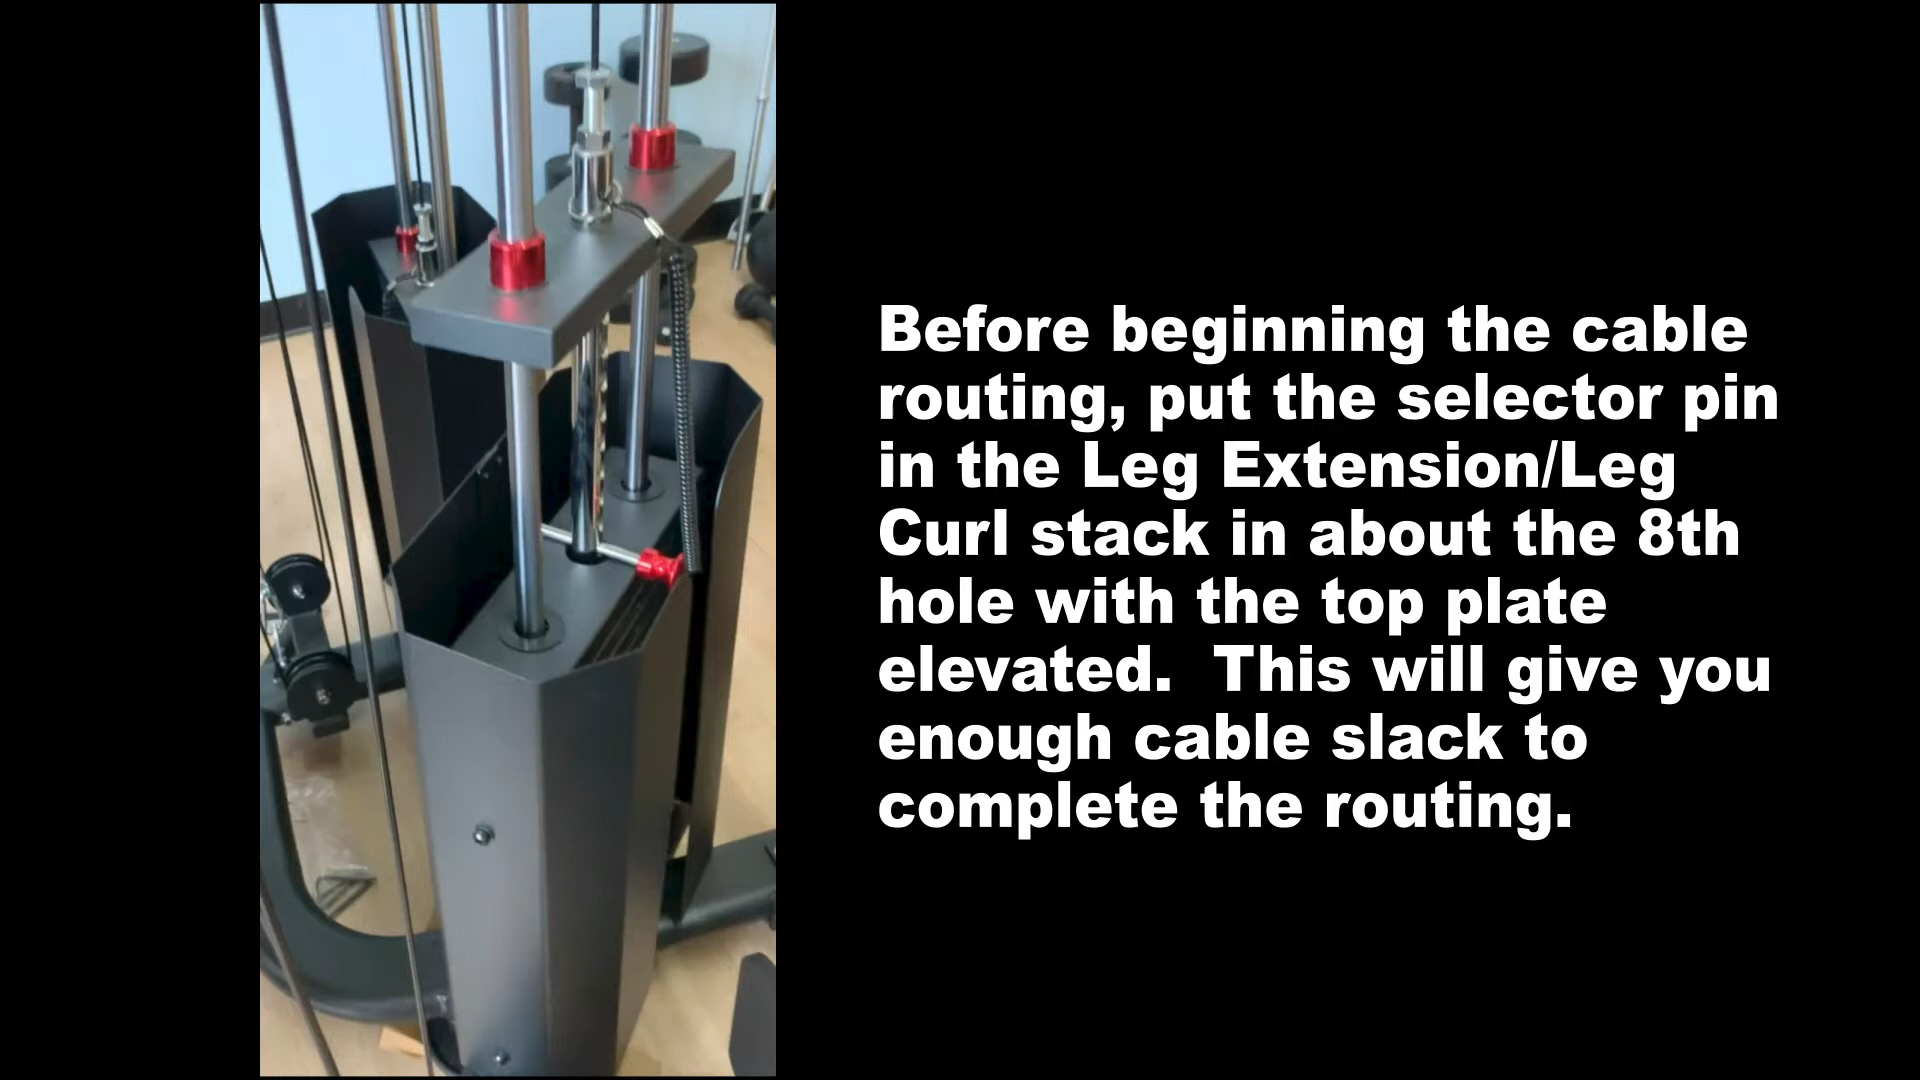 Before beginning the cable
routing, put the selector pin
in the Leg Extension/Leg
Curl stack in about the 8th
hole with the top plate
elevated.  This will give you
enough cable slack to
complete the routing.